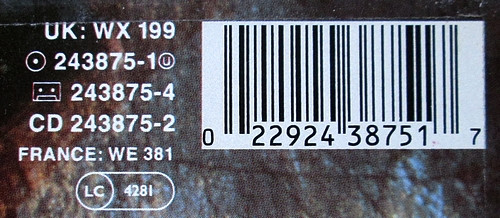 UK: WX 199
243875-1 Ⓤ
243875-4
CD 243875-2
FRANCE: WE 381
LC 4281
0 22924 38751 7